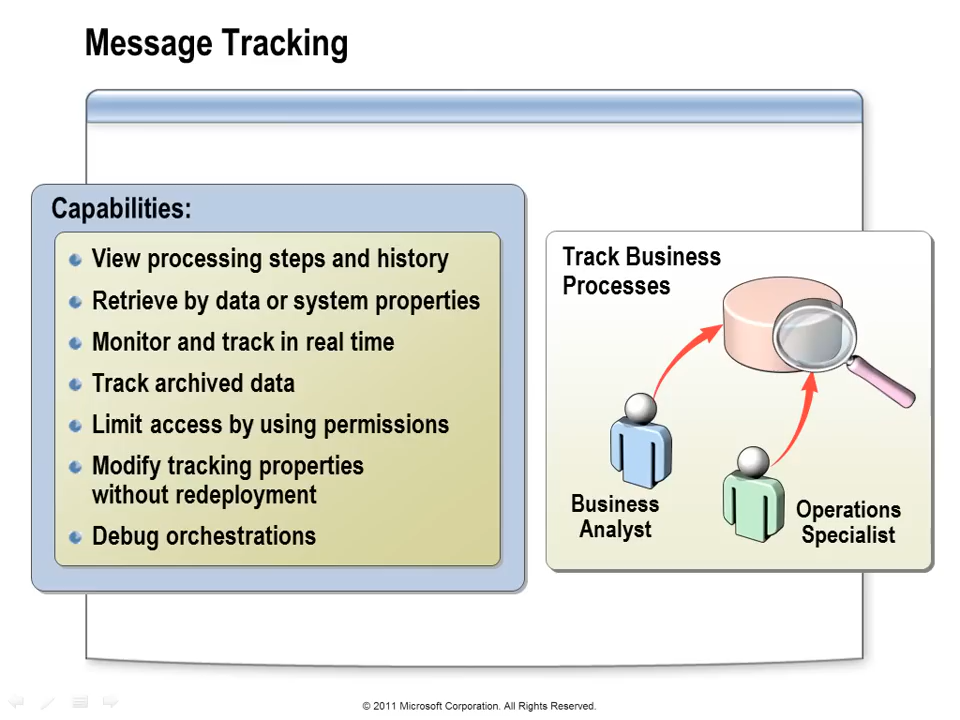 Message Tracking
Capabilities:
View processing steps and history
Retrieve by data or system properties
Monitor and track in real time
Track archived data
Limit access by using permissions
Modify tracking properties
without redeployment
Debug orchestrations
Track Business
Processes
Business
Analyst
Operations
Specialist
© 2011 Microsoft Corporation. All Rights Reserved.